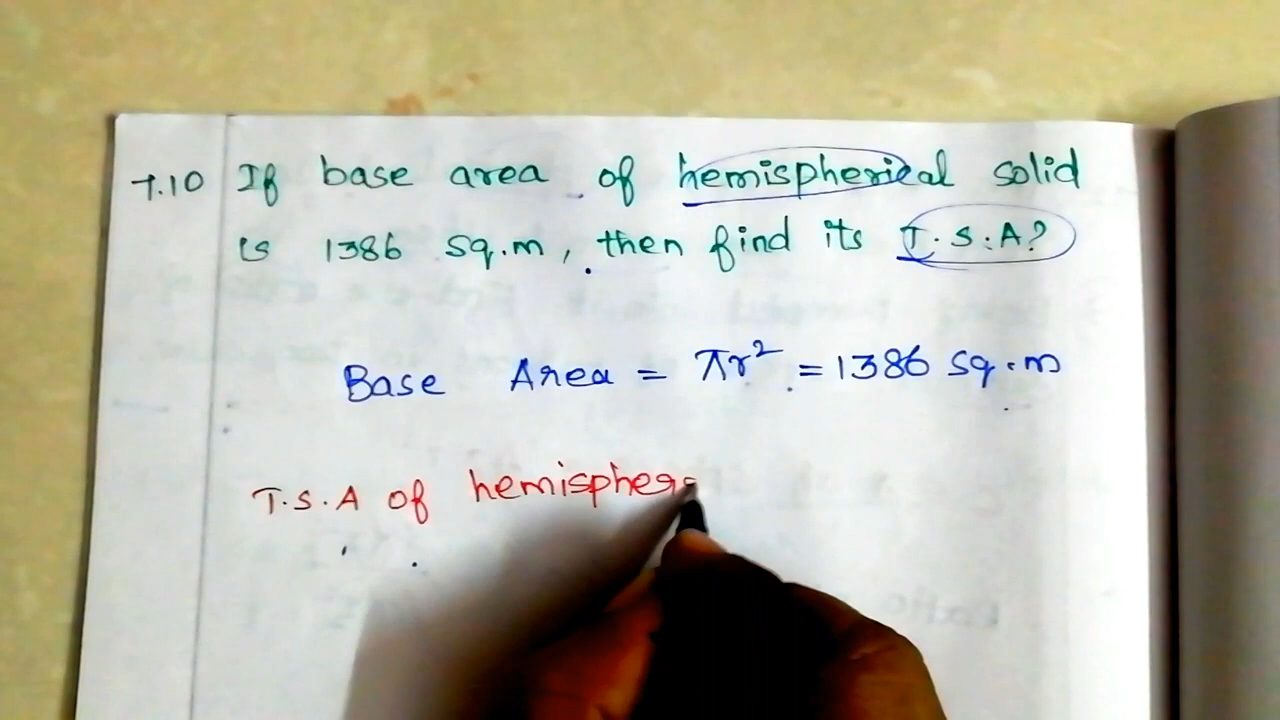 7.10 If base area of hemispherical solid
is 1386 sq.m, then find its T.S.A?
Base Area = πr² = 1386 sq.m
T.S.A of hemisphere